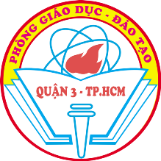 PHÒNG GIÁO DỤC - ĐÀO TẠO
QUẬN 3 - TP.HCM